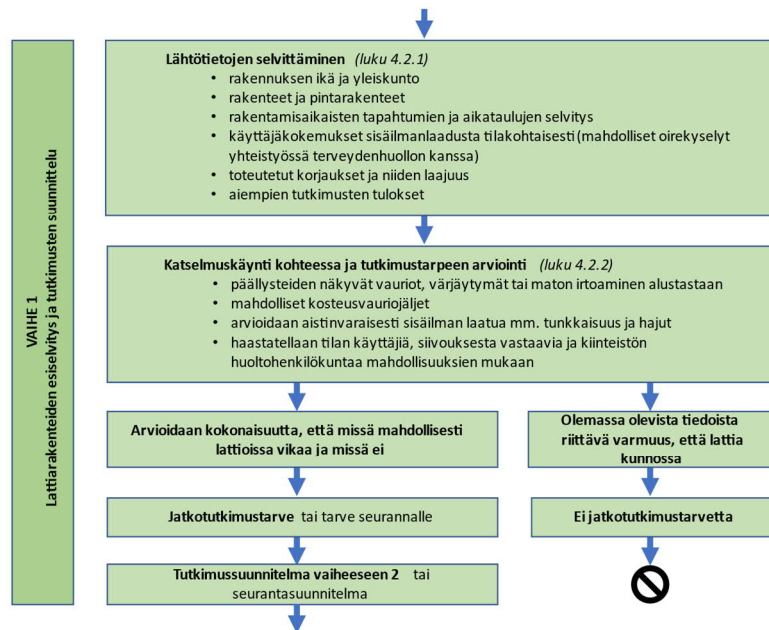 VAIHE 1
Lattiarakenteiden esiselvitys ja tutkimusten suunnittelu
Lähtötietojen selvittäminen (luku 4.2.1)
• rakennuksen ikä ja yleiskunto
• rakenteet ja pintarakenteet
• rakentamisaikaisten tapahtumien ja aikataulujen selvitys
• käyttäjäkokemukset sisäilmanlaadusta tilakohtaisesti (mahdolliset oirekyselyt
yhteistyössä terveydenhuollon kanssa)
• toteutetut korjaukset ja niiden laajuus
• aiempien tutkimusten tulokset
Katselmuskäynti kohteessa ja tutkimustarpeen arviointi (luku 4.2.2)
• päällysteiden näkyvät vauriot, värjäytymät tai maton irtoaminen alustastaan
• mahdolliset kosteusvauriojäljet
• arvioidaan aistinvaraisesti sisäilman laatua mm. tunkkaisuus ja hajut
• haastatellaan tilan käyttäjiä, siivouksesta vastaavia ja kiinteistön
huoltohenkilökuntaa mahdollisuuksien mukaan
Arvioidaan kokonaisuutta, että missä mahdollisesti
lattioissa vikaa ja missä ei
Olemassa olevista tiedoista
riittävä varmuus, että lattia
kunnossa
Jatkotutkimustarve tai tarve seurannalle
Ei jatkotutkimustarvetta
Tutkimussuunnitelma vaiheeseen 2 tai
seurantasuunnitelma